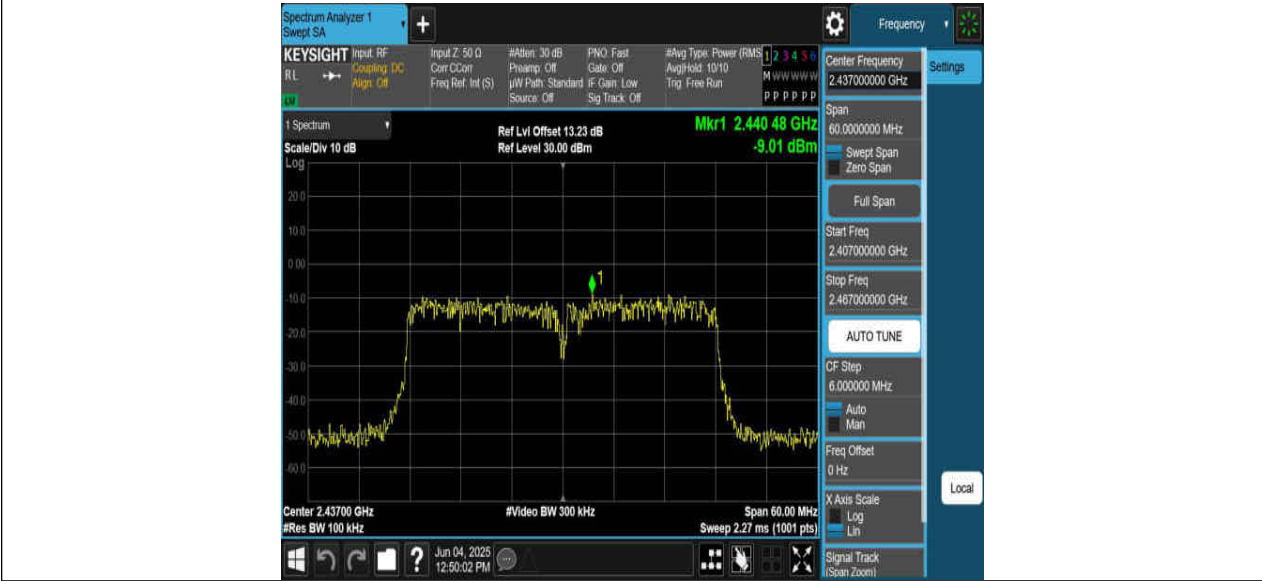 Spectrum Analyzer 1
Swept SA
+
Frequency
KEYSIGHT
RL
Input: RF
Coupling: DC
Align: Off
Input Z: 50 Ω
Corr CCorr
Freq Ref: Int (S)
#Atten: 30 dB
Preamp: Off
µW Path: Standard
Source: Off
PNO: Fast
Gate: Off
IF Gain: Low
Sig Track: Off
#Avg Type: Power (RMS
Avg|Hold: 10/10
Trig: Free Run
1 2 3 4 5 6
M W W W W W
P P P P P P
1 Spectrum
Scale/Div 10 dB
Log
Ref Lvl Offset 13.23 dB
Ref Level 30.00 dBm
Mkr1 2.440 48 GHz
-9.01 dBm
20.0
10.0
0.00
-10.0
-20.0
-30.0
-40.0
-50.0
-60.0
1
Center 2.43700 GHz
#Res BW 100 kHz
#Video BW 300 kHz
Span 60.00 MHz
Sweep 2.27 ms (1001 pts)
Center Frequency
2.437000000 GHz
Settings
Span
60.0000000 MHz
Swept Span
Zero Span
Full Span
Start Freq
2.407000000 GHz
Stop Freq
2.467000000 GHz
AUTO TUNE
CF Step
6.000000 MHz
Auto
Man
Freq Offset
0 Hz
X Axis Scale
Log
Lin
Local
Signal Track
(Span Zoom)
?
Jun 04, 2025
12:50:02 PM